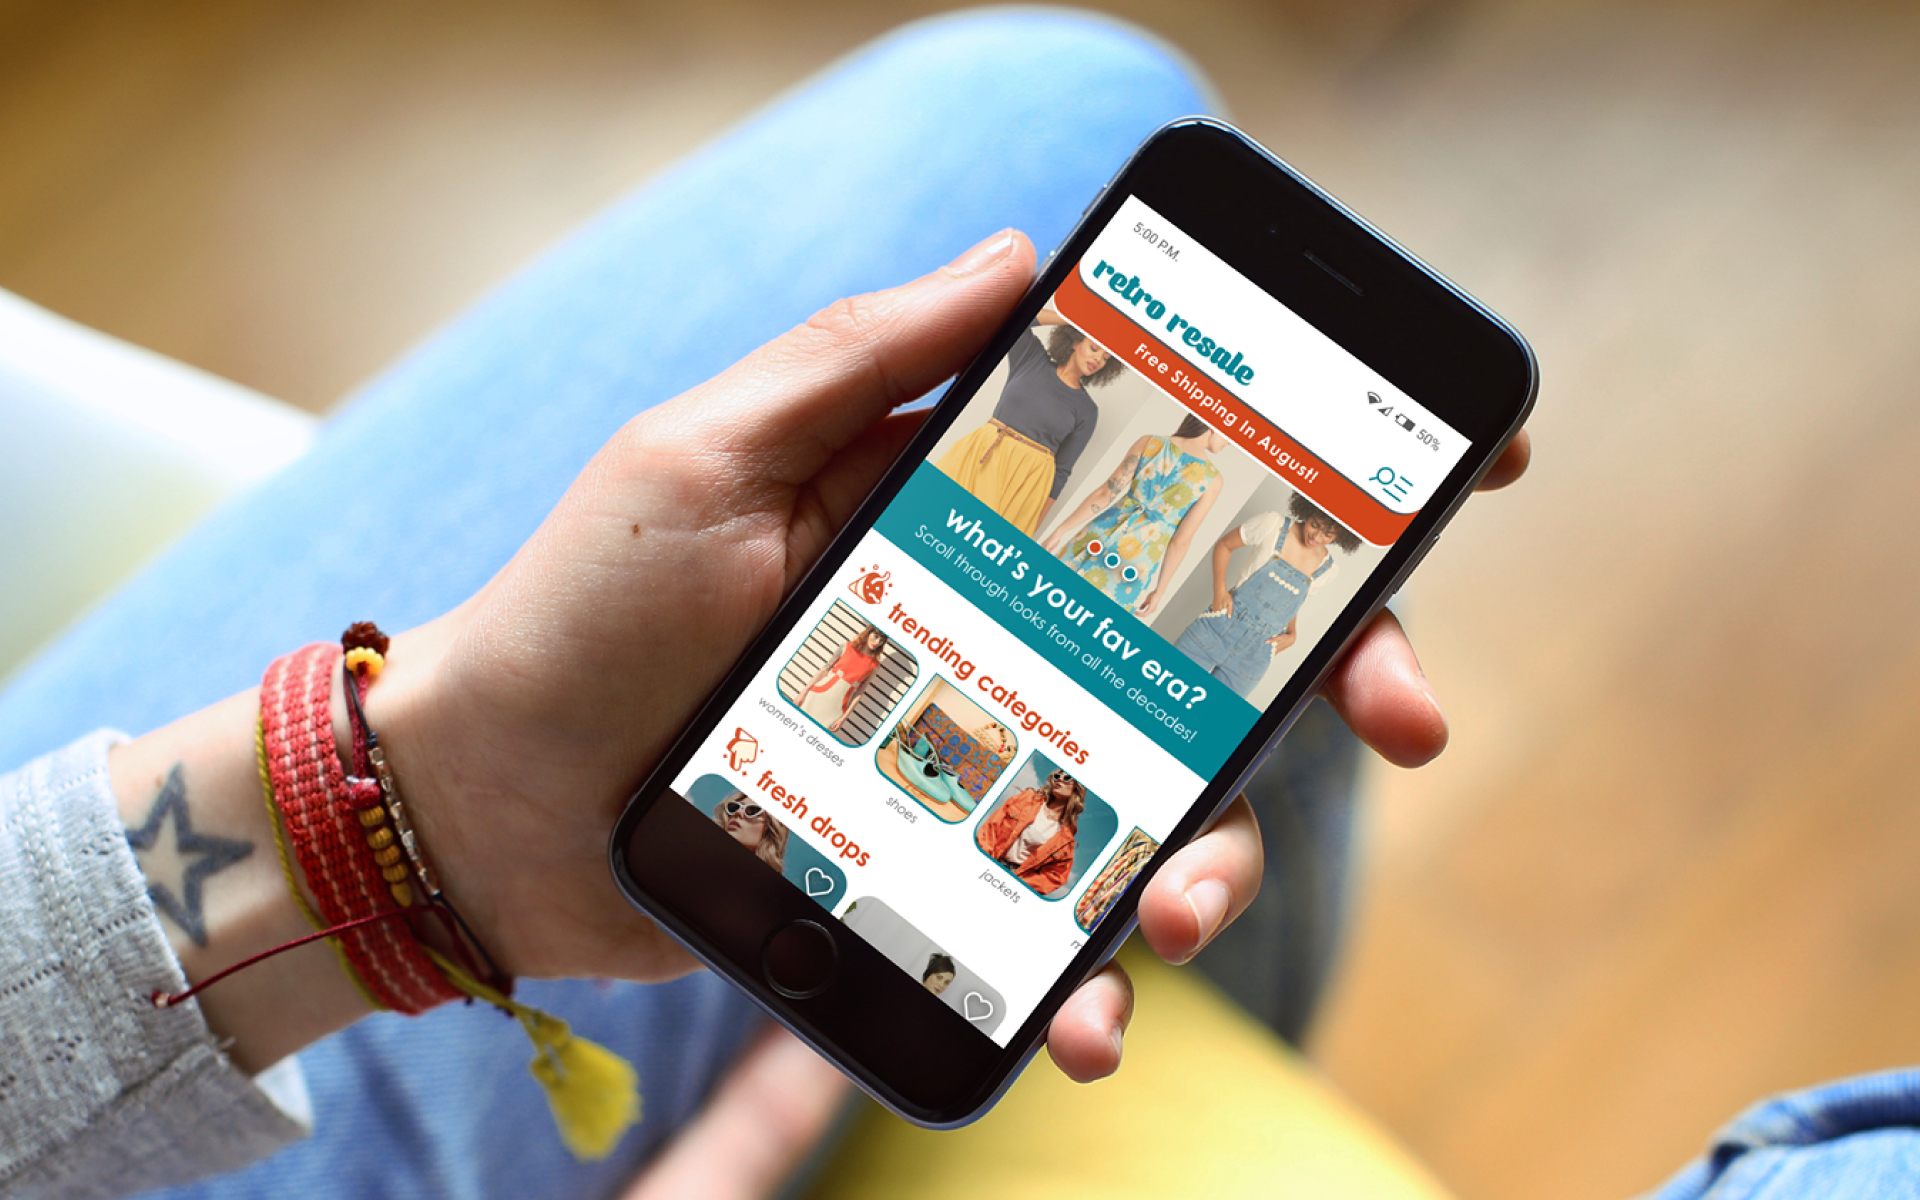 5:00 P.M.
50%
retro resale
Free Shipping In August!
what's your fav era?
Scroll through looks from all the decades!
trending categories
women's dresses
shoes
jackets
fresh drops